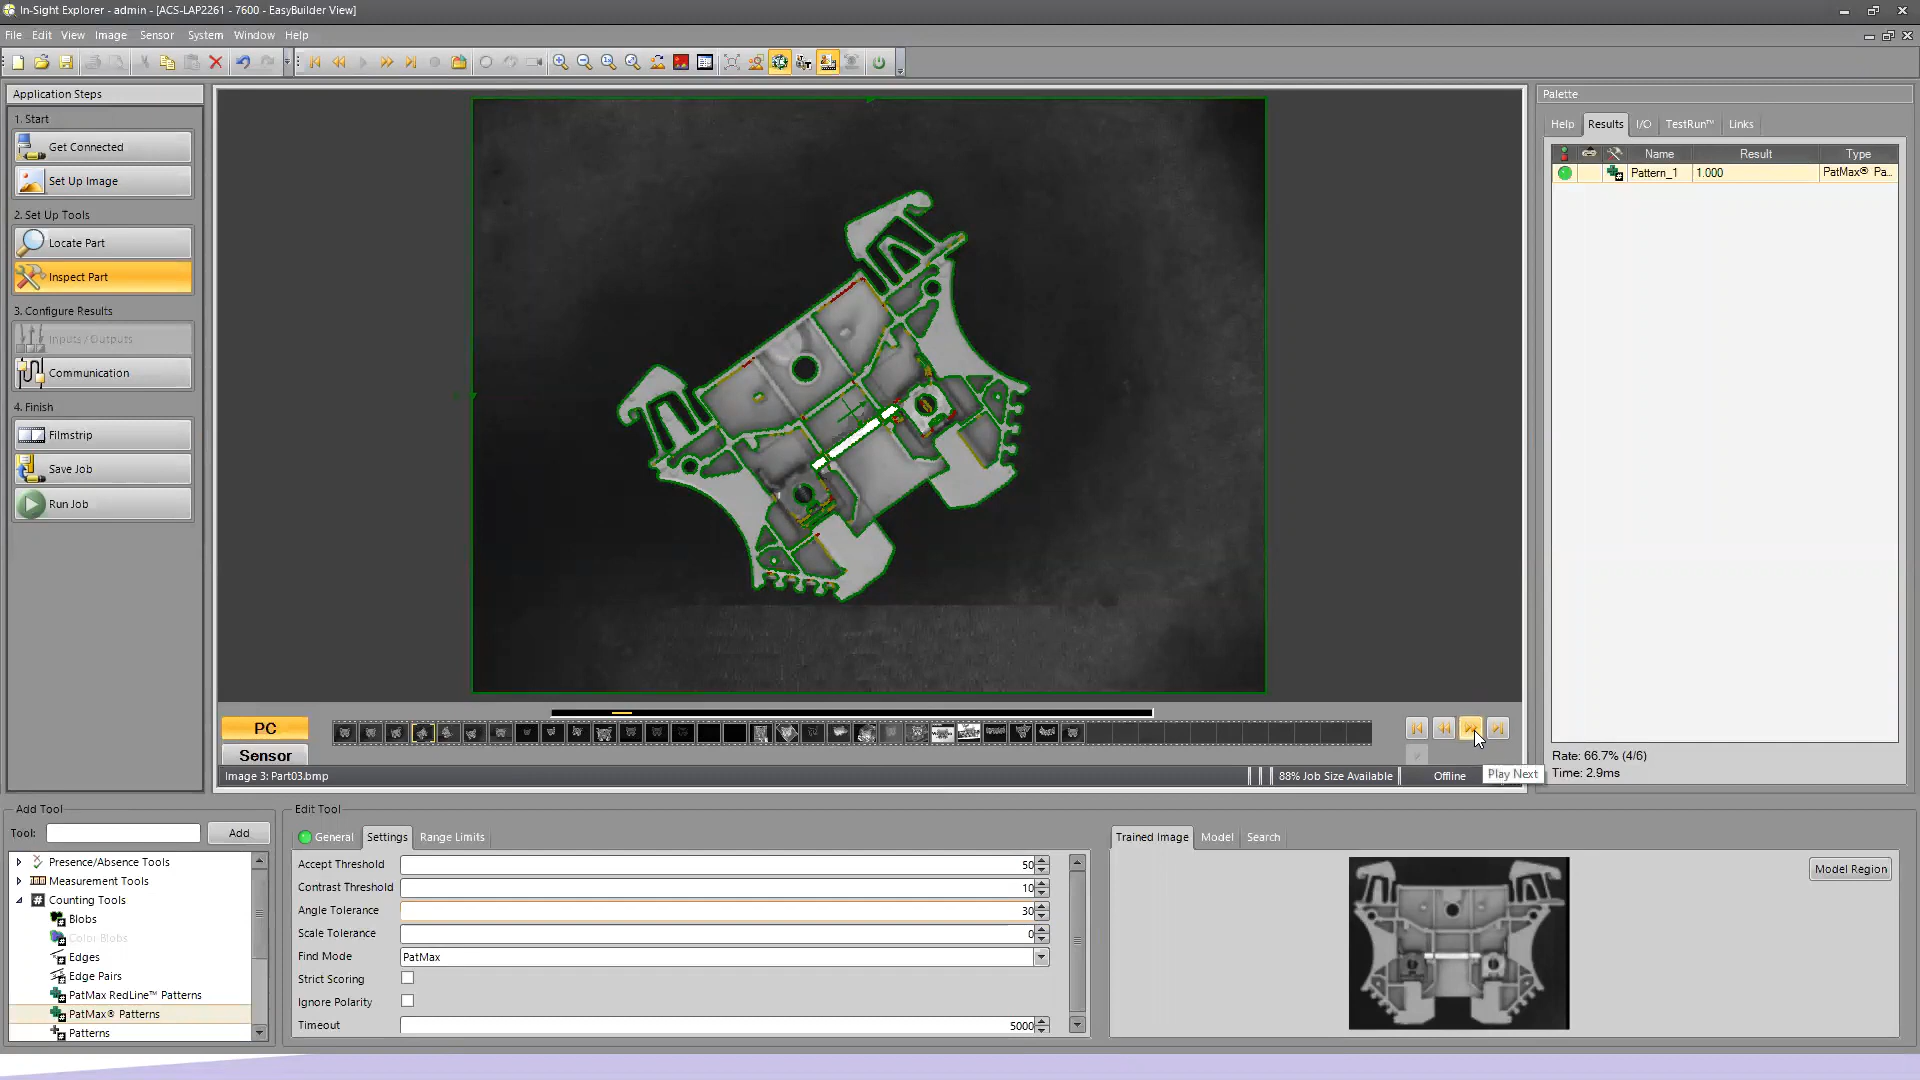 In-Sight Explorer - admin - [ACS-LAP2261 - 7600 - EasyBuilder View]
File Edit View Image Sensor System Window Help
Application Steps
1. Start
Get Connected
Set Up Image
2. Set Up Tools
Locate Part
Inspect Part
3. Configure Results
Inputs / Outputs
Communication
4. Finish
Filmstrip
Save Job
Run Job
Palette
Help Results I/O TestRun™ Links
Name Result Type
Pattern_1 1.000 PatMax® Pa...
Rate: 66.7% (4/6)
Time: 2.9ms
PC
Sensor
Image 3: Part03.bmp
88% Job Size Available
Offline
Play Next
Add Tool
Tool:
Add
Presence/Absence Tools
Measurement Tools
Counting Tools
Blobs
Color Blobs
Edges
Edge Pairs
PatMax RedLine™ Patterns
PatMax® Patterns
Patterns
Edit Tool
General Settings Range Limits
Accept Threshold 50
Contrast Threshold 10
Angle Tolerance 30
Scale Tolerance 0
Find Mode PatMax
Strict Scoring
Ignore Polarity
Timeout 5000
Trained Image Model Search
Model Region